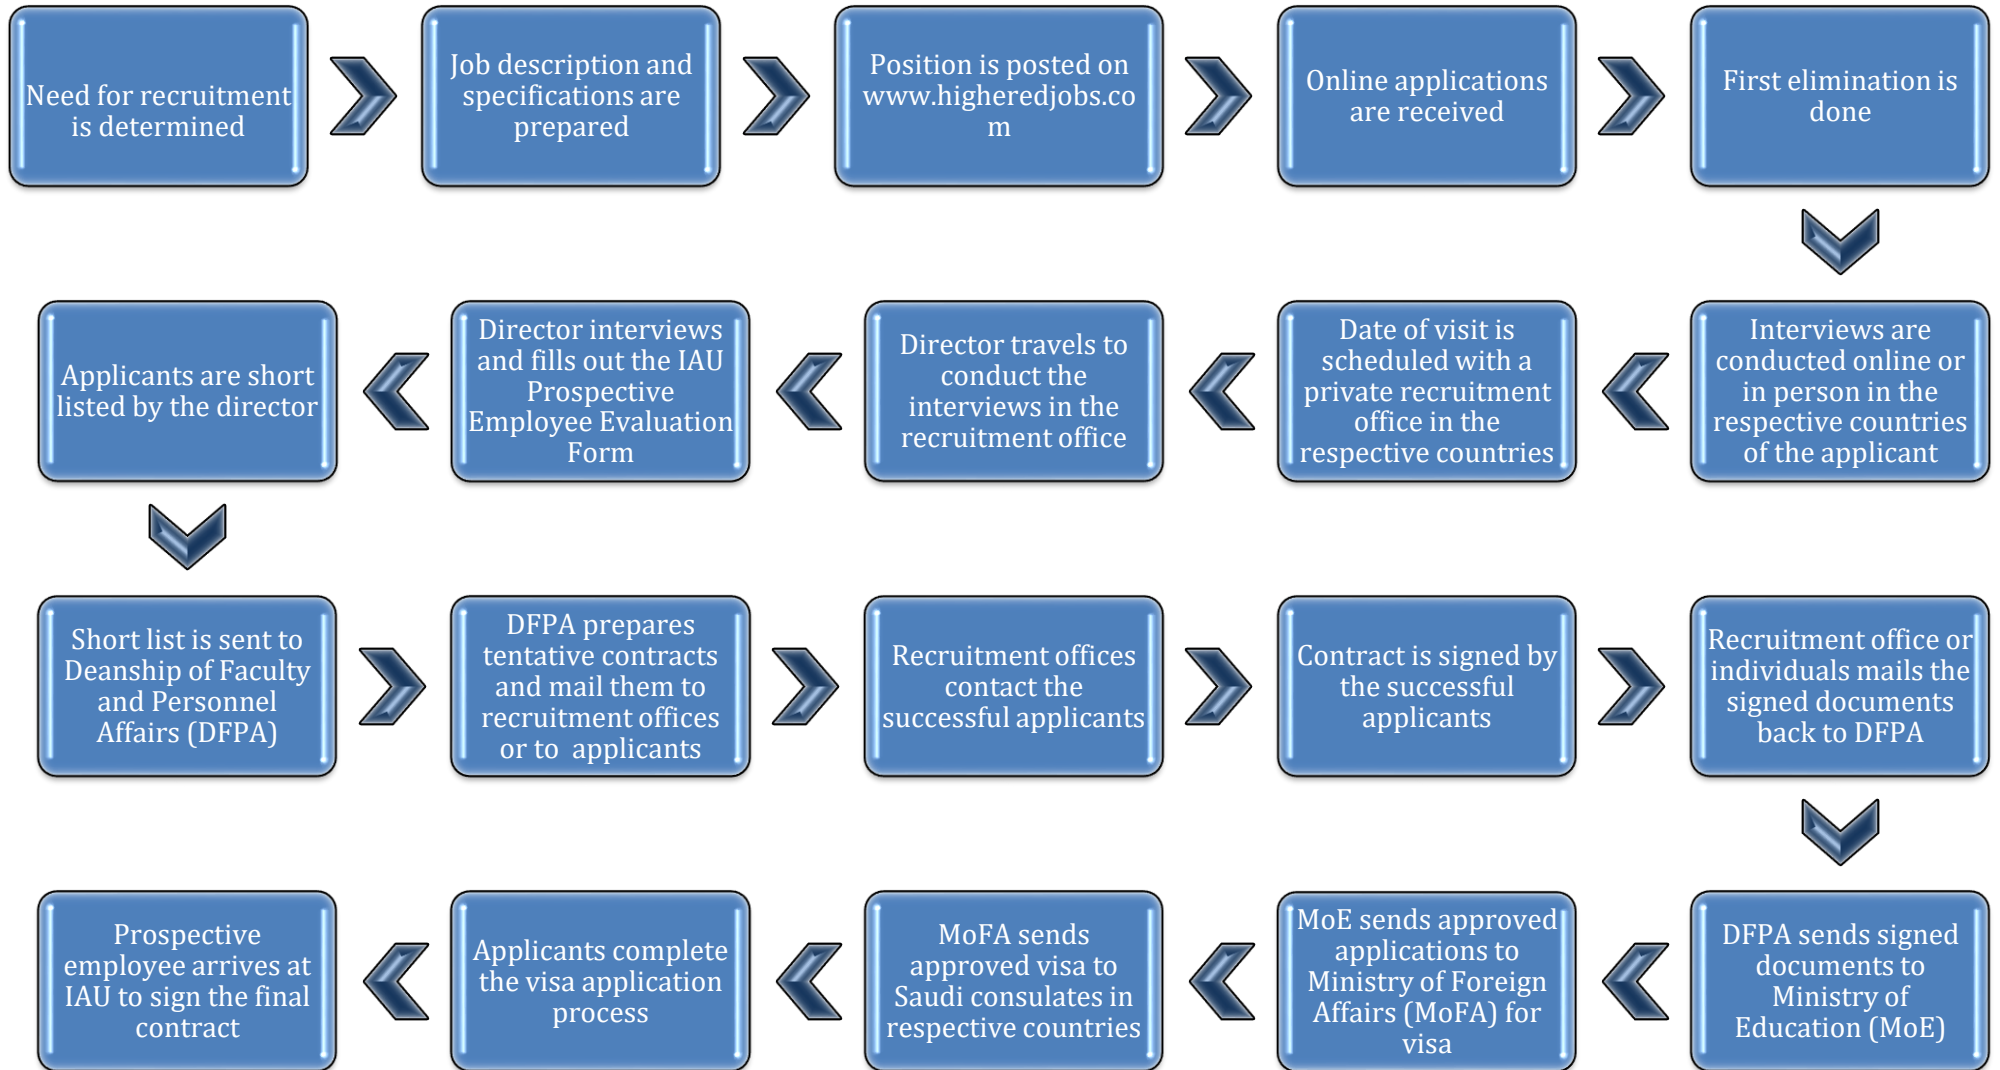 Need for recruitment
is determined
Job description and
specifications are
prepared
Position is posted on
www.higheredjobs.co
m
Online applications
are received
First elimination is
done
Interviews are
conducted online or
in person in the
respective countries
of the applicant
Date of visit is
scheduled with a
private recruitment
office in the
respective countries
Director travels to
conduct the
interviews in the
recruitment office
Director interviews
and fills out the IAU
Prospective
Employee Evaluation
Form
Applicants are short
listed by the director
Short list is sent to
Deanship of Faculty
and Personnel
Affairs (DFPA)
DFPA prepares
tentative contracts
and mail them to
recruitment offices
or to applicants
Recruitment offices
contact the
successful applicants
Contract is signed by
the successful
applicants
Recruitment office or
individuals mails the
signed documents
back to DFPA
DFPA sends signed
documents to
Ministry of
Education (MoE)
MoE sends approved
applications to
Ministry of Foreign
Affairs (MoFA) for
visa
MoFA sends
approved visa to
Saudi consulates in
respective countries
Applicants complete
the visa application
process
Prospective
employee arrives at
IAU to sign the final
contract